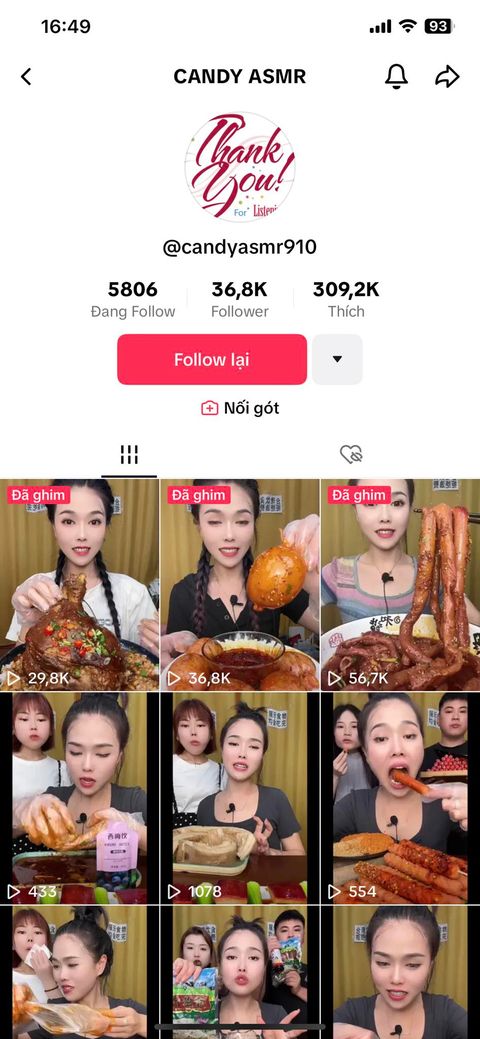 16:49
93
CANDY ASMR
Thank
You!
For Listeni
@candyasmr910
5806
36,8K
309,2K
Đang Follow
Follower
Thích
Follow lại
Nối gót
Đã ghim
Đã ghim
Đã ghim
29,8K
36,8K
56,7K
433
1078
554